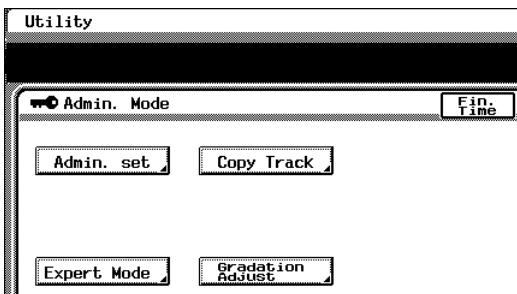 Utility
Admin. Mode
Fin.
Time
Admin. set
Copy Track
Expert Mode
Gradation
Adjust